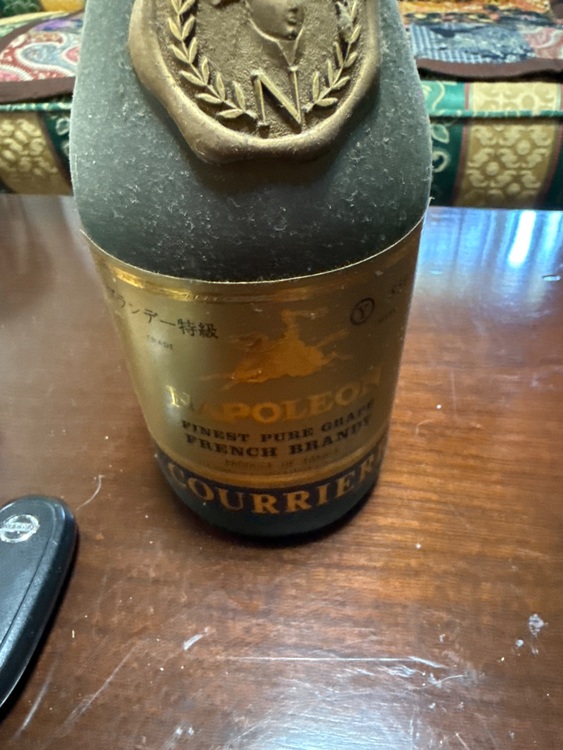 N
ブランデー特級
Y
NAPOLEON
FINEST PURE GRAPE
FRENCH BRANDY
COURRIER